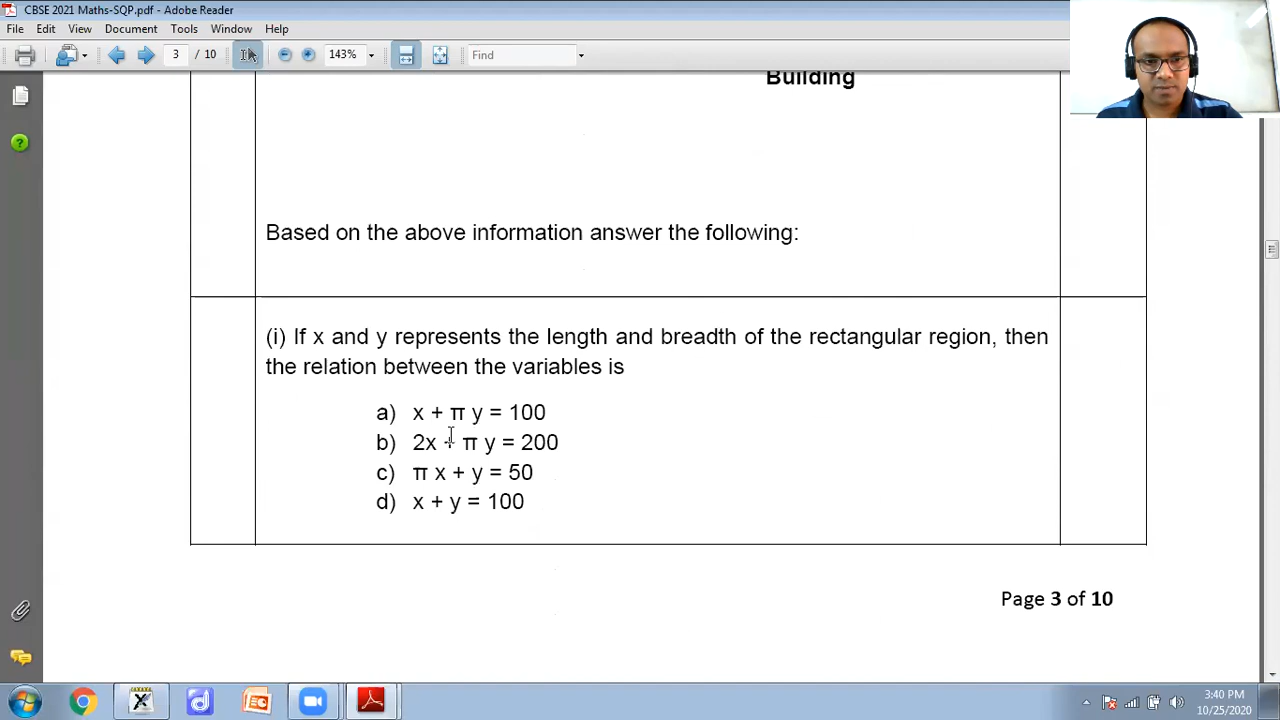 CBSE 2021 Maths-SQP.pdf - Adobe Reader
File Edit View Document Tools Window Help
3 / 10 143% Find
Building
Based on the above information answer the following:
(i) If x and y represents the length and breadth of the rectangular region, then
the relation between the variables is
a) x + π y = 100
b) 2x + π y = 200
c) π x + y = 50
d) x + y = 100
Page 3 of 10
3:40 PM
10/25/2020